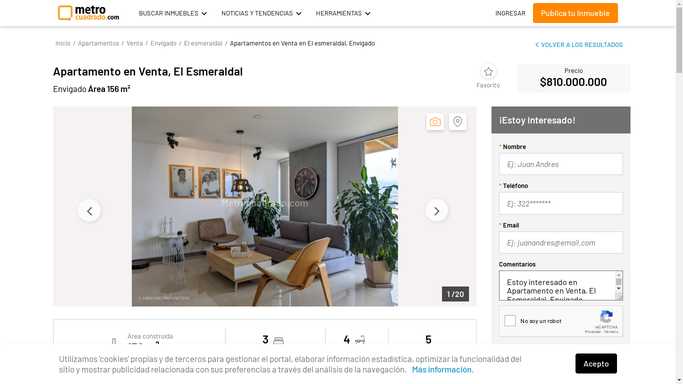 metro
cuadrado.com
BUSCAR INMUEBLES
NOTICIAS Y TENDENCIAS
HERRAMIENTAS
INGRESAR
Publica tu Inmueble
Inicio / Apartamentos / Venta / Envigado / El esmeraldal / Apartamentos en Venta en El esmeraldal, Envigado
VOLVER A LOS RESULTADOS
Apartamento en Venta, El Esmeraldal
Envigado Área 156 m²
Favorito
Precio
$810.000.000
1 / 20
¡Estoy Interesado!
* Nombre
Ej: Juan Andres
* Teléfono
Ej: 322*******
* Email
Ej: juanandres@email.com
Comentarios
Estoy interesado en
Apartamento en Venta, El
Esmeraldal, Envigado
No soy un robot
reCAPTCHA
Privacidad - Términos
Área construida
3
4
5
Utilizamos 'cookies' propias y de terceros para gestionar el portal, elaborar información estadística, optimizar la funcionalidad del
sitio y mostrar publicidad relacionada con sus preferencias a través del análisis de la navegación. Más información.
Acepto